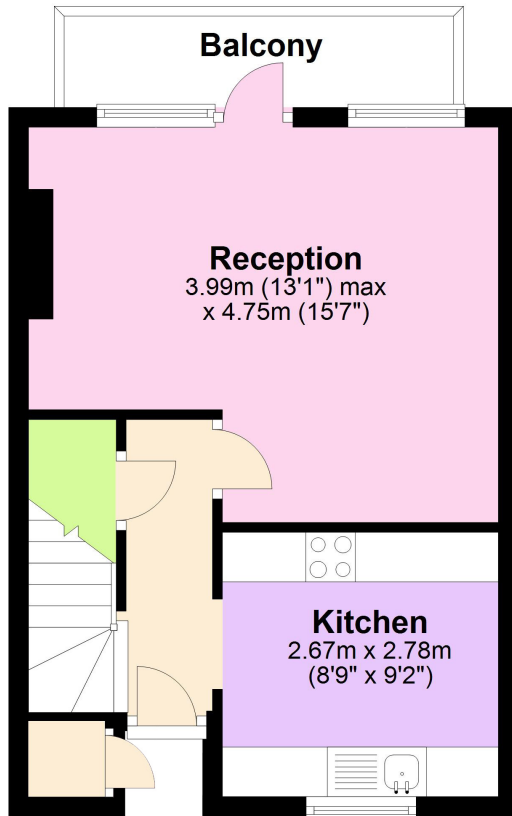 Balcony
Reception
3.99m (13'1") max
x 4.75m (15'7")
Kitchen
2.67m x 2.78m
(8'9" x 9'2")